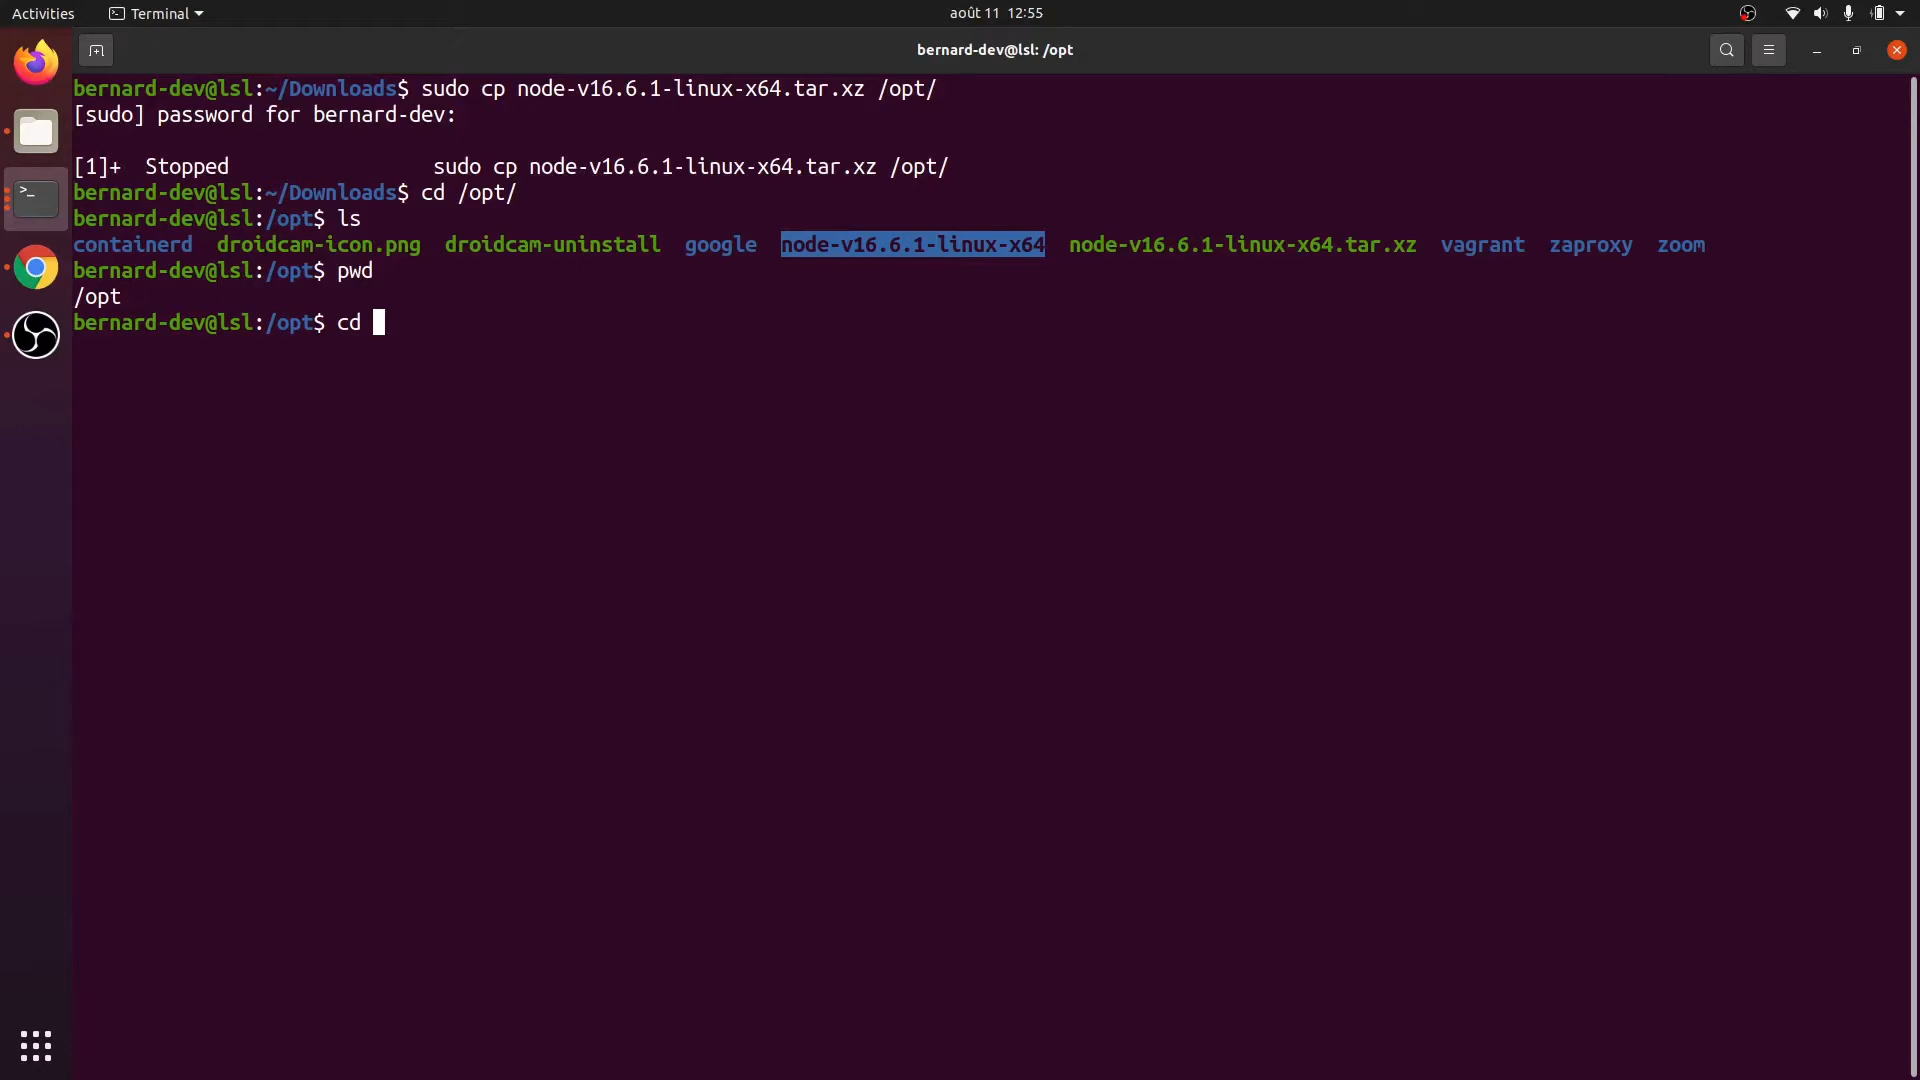 Activities Terminal août 11 12:55
bernard-dev@lsl: /opt
bernard-dev@lsl:~/Downloads$ sudo cp node-v16.6.1-linux-x64.tar.xz /opt/
[sudo] password for bernard-dev:
[1]+  Stopped                 sudo cp node-v16.6.1-linux-x64.tar.xz /opt/
bernard-dev@lsl:~/Downloads$ cd /opt/
bernard-dev@lsl:/opt$ ls
containerd  droidcam-icon.png  droidcam-uninstall  google  node-v16.6.1-linux-x64  node-v16.6.1-linux-x64.tar.xz  vagrant  zaproxy  zoom
bernard-dev@lsl:/opt$ pwd
/opt
bernard-dev@lsl:/opt$ cd